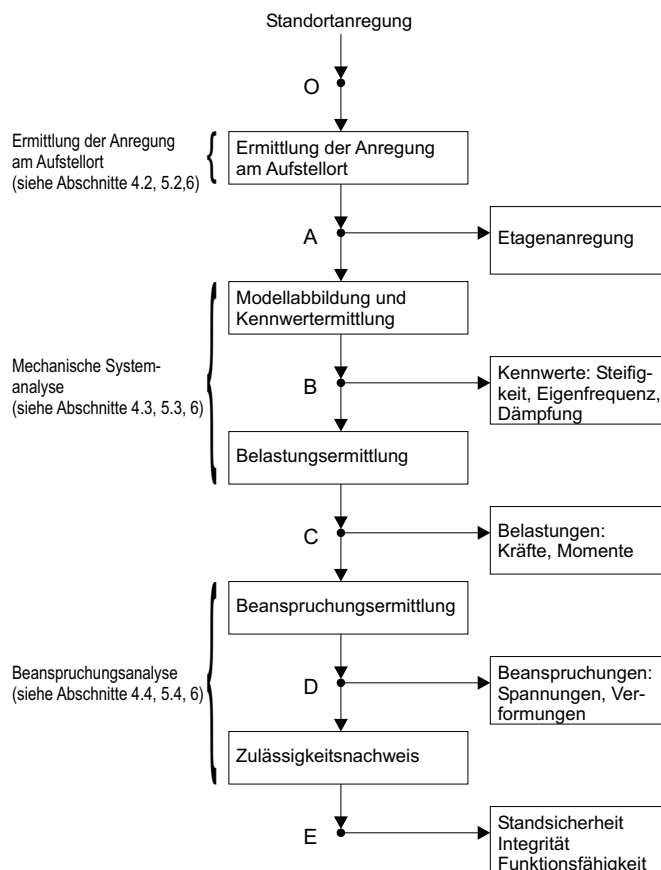 Standortanregung
O
Ermittlung der Anregung
am Aufstellort
(siehe Abschnitte 4.2, 5.2,6)
Ermittlung der Anregung
am Aufstellort
A
Etagenanregung
Modellabbildung und
Kennwertermittlung
Mechanische System-
analyse
(siehe Abschnitte 4.3, 5.3, 6)
B
Kennwerte: Steifig-
keit, Eigenfrequenz,
Dämpfung
Belastungsermittlung
C
Belastungen:
Kräfte, Momente
Beanspruchungsermittlung
Beanspruchungsanalyse
(siehe Abschnitte 4.4, 5.4, 6)
D
Beanspruchungen:
Spannungen, Ver-
formungen
Zulässigkeitsnachweis
E
Standsicherheit
Integrität
Funktionsfähigkeit